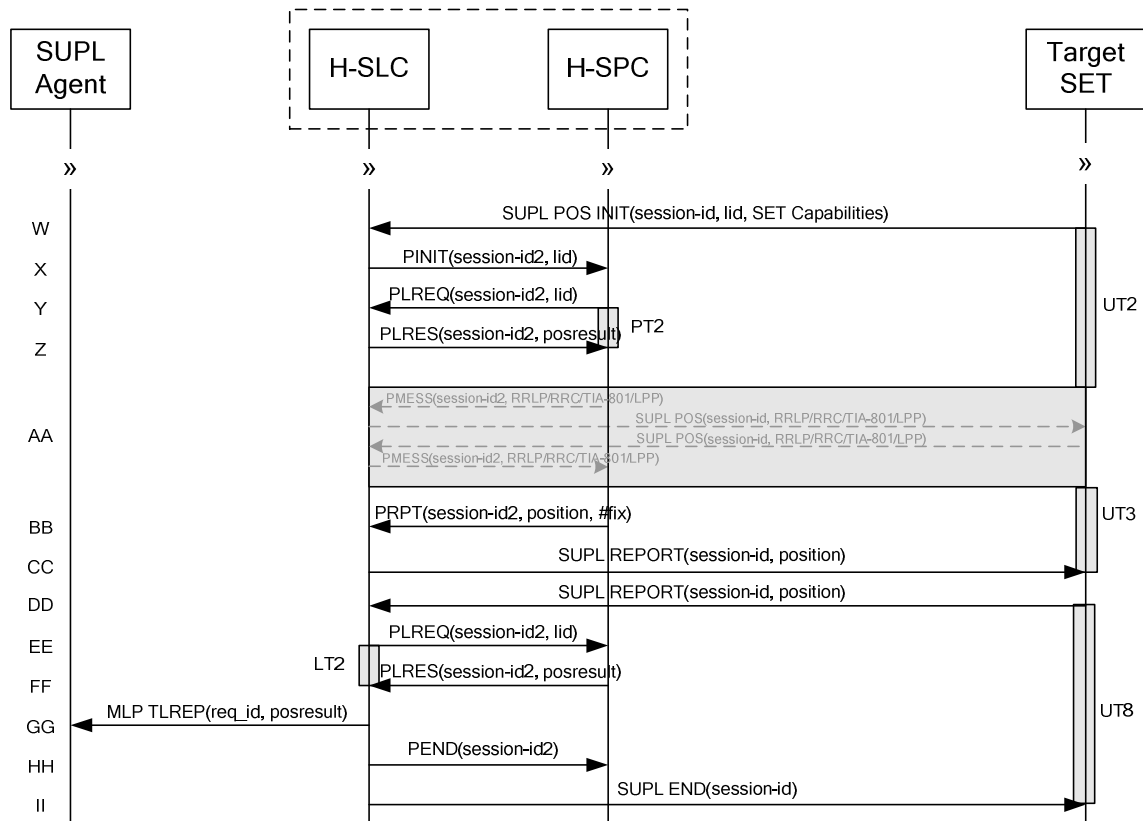 SUPL
Agent
H-SLC
H-SPC
Target
SET
»
»
»
»
W
SUPL POS INIT(session-id, lid, SET Capabilities)
X
PINIT(session-id2, lid)
Y
PLREQ(session-id2, lid)
UT2
Z
PLRES(session-id2, posresult)
PT2
AA
PMESS(session-id2, RRLP/RRC/TIA-801/LPP)
SUPL POS(session-id, RRLP/RRC/TIA-801/LPP)
SUPL POS(session-id, RRLP/RRC/TIA-801/LPP)
PMESS(session-id2, RRLP/RRC/TIA-801/LPP)
BB
PRPT(session-id2, position, #fix)
UT3
CC
SUPL REPORT(session-id, position)
DD
SUPL REPORT(session-id, position)
EE
PLREQ(session-id2, lid)
LT2
FF
PLRES(session-id2, posresult)
GG
MLP TLREP(req_id, posresult)
UT8
HH
PEND(session-id2)
II
SUPL END(session-id)